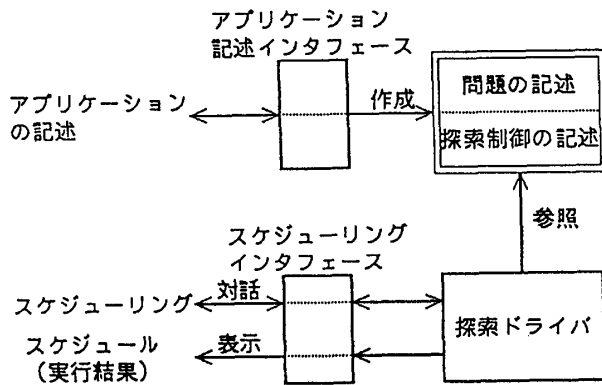 アプリケーション
記述インタフェース
アプリケーション
の記述
作成
問題の記述
探索制御の記述
参照
スケジューリング
インタフェース
スケジューリング
対話
探索ドライバ
スケジュール
(実行結果)
表示